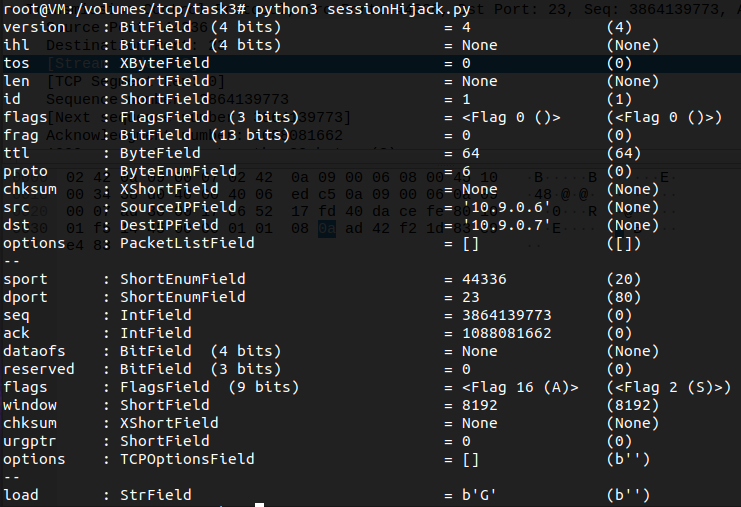 root@VM:/volumes/tcp/task3# python3 sessionHijack.py
version : BitField (4 bits) = 4 (4)
ihl : BitField (4 bits) = None (None)
tos : XByteField = 0 (0)
len : ShortField = None (None)
id : ShortField = 1 (1)
flags : FlagsField (3 bits) = <Flag 0 ()> (<Flag 0 ()>)
frag : BitField (13 bits) = 0 (0)
ttl : ByteField = 64 (64)
proto : ByteEnumField = 6 (0)
chksum : XShortField = None (None)
src : SourceIPField = '10.9.0.6' (None)
dst : DestIPField = '10.9.0.7' (None)
options : PacketListField = [] ([])
--
sport : ShortEnumField = 44336 (20)
dport : ShortEnumField = 23 (80)
seq : IntField = 3864139773 (0)
ack : IntField = 1088081662 (0)
dataofs : BitField (4 bits) = None (None)
reserved : BitField (3 bits) = 0 (0)
flags : FlagsField (9 bits) = <Flag 16 (A)> (<Flag 2 (S)>)
window : ShortField = 8192 (8192)
chksum : XShortField = None (None)
urgptr : ShortField = 0 (0)
options : TCPOptionsField = [] (b'')
--
load : StrField = b'G' (b'')